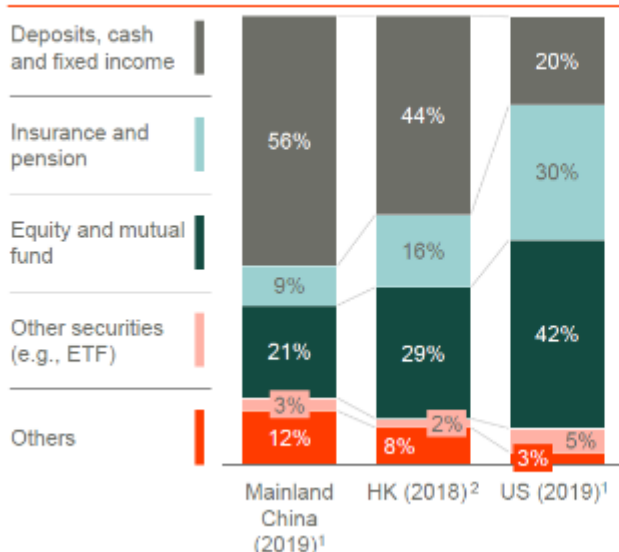 Deposits, cash
and fixed income
Insurance and
pension
Equity and mutual
fund
Other securities
(e.g., ETF)
Others
56%
9%
21%
3%
12%
44%
16%
29%
2%
8%
20%
30%
42%
5%
3%
Mainland
China
(2019)¹
HK (2018)²
US (2019)¹